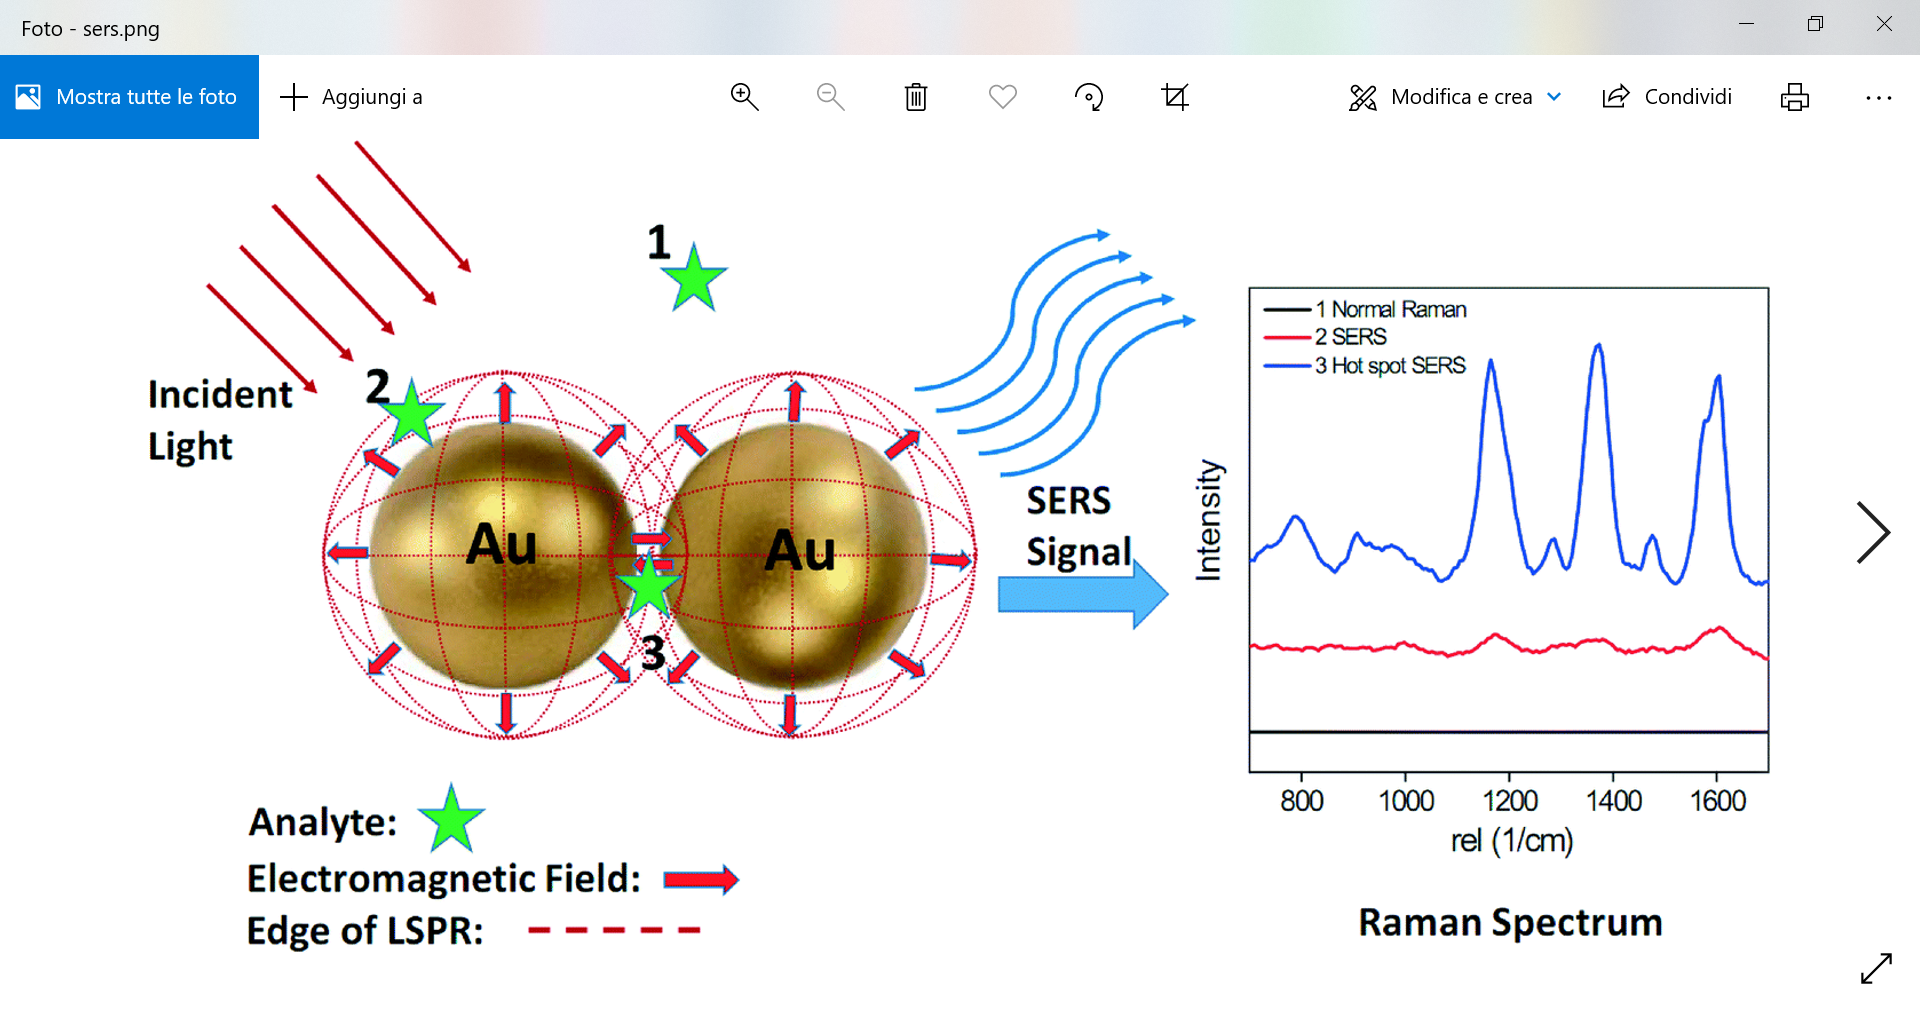 Foto - sers.png
Mostra tutte le foto
Aggiungi a
Modifica e crea
Condividi
1
2
Incident
Light
Au
Au
3
SERS
Signal
Analyte:
Electromagnetic Field:
Edge of LSPR:
1 Normal Raman
2 SERS
3 Hot spot SERS
Intensity
800 1000 1200 1400 1600
rel (1/cm)
Raman Spectrum